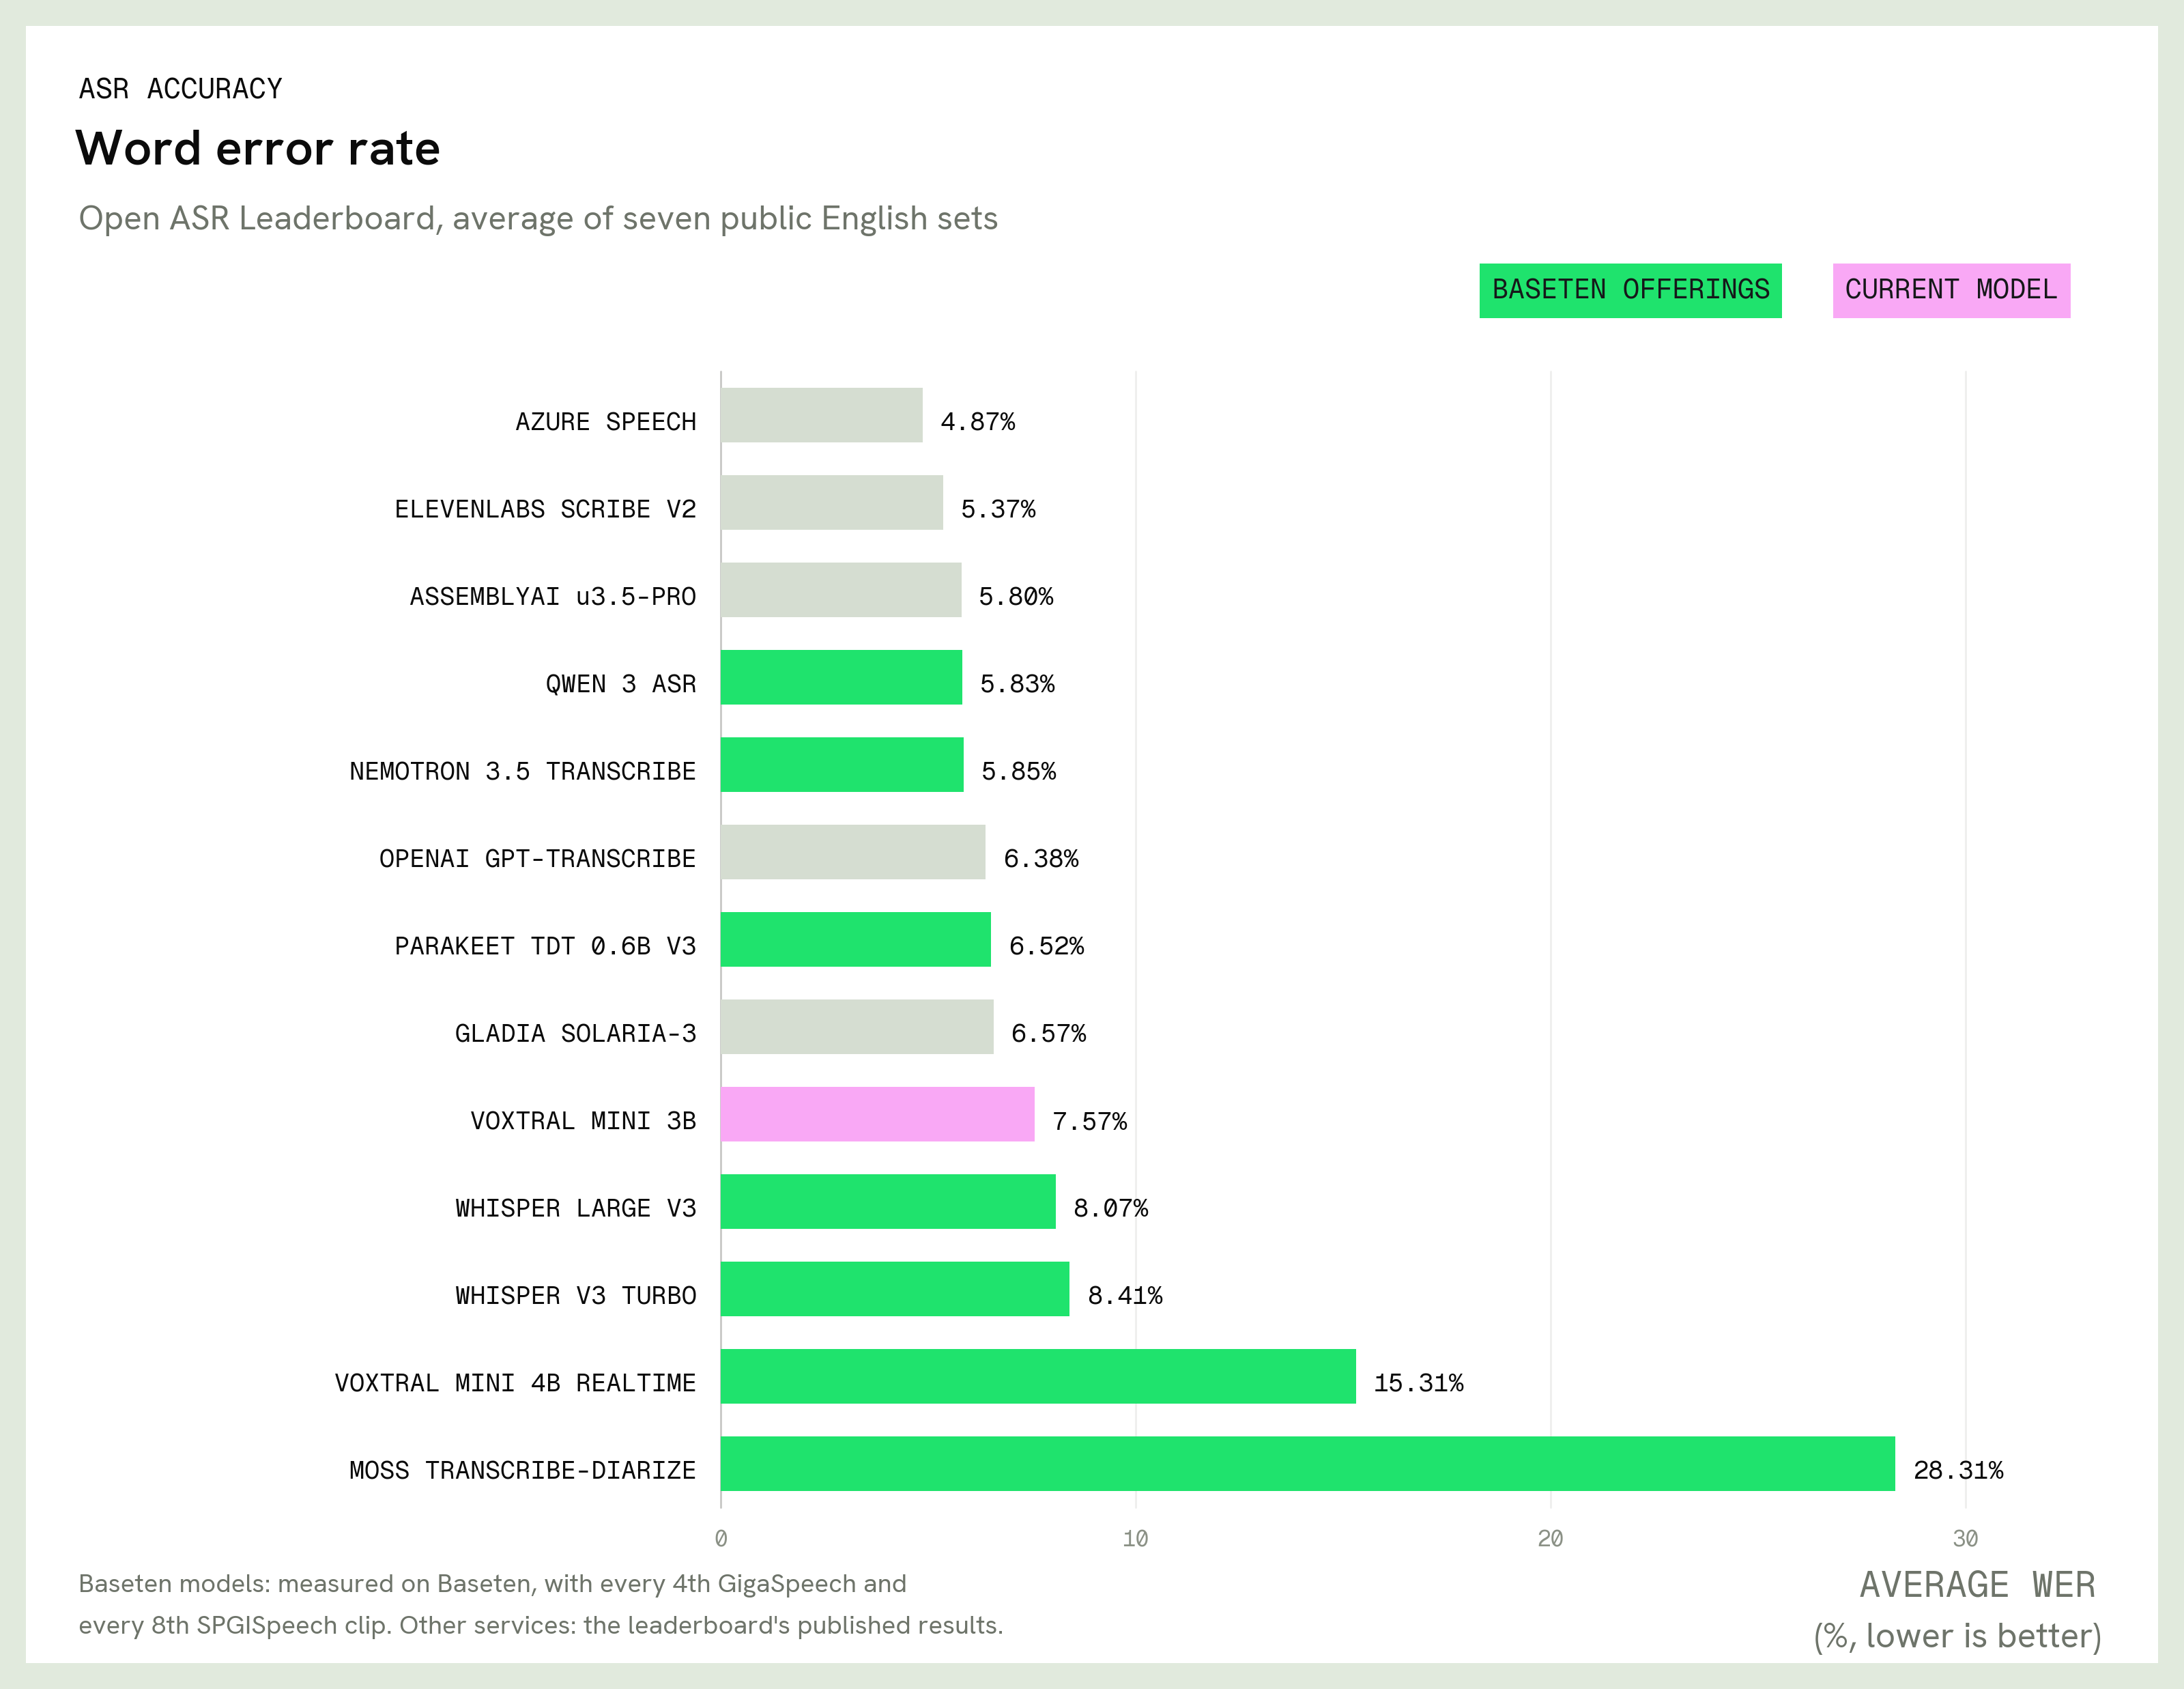 ASR ACCURACY
Word error rate
Open ASR Leaderboard, average of seven public English sets
BASETEN OFFERINGS CURRENT MODEL
AZURE SPEECH 4.87%
ELEVENLABS SCRIBE V2 5.37%
ASSEMBLYAI u3.5-PRO 5.80%
QWEN 3 ASR 5.83%
NEMOTRON 3.5 TRANSCRIBE 5.85%
OPENAI GPT-TRANSCRIBE 6.38%
PARAKEET TDT 0.6B V3 6.52%
GLADIA SOLARIA-3 6.57%
VOXTRAL MINI 3B 7.57%
WHISPER LARGE V3 8.07%
WHISPER V3 TURBO 8.41%
VOXTRAL MINI 4B REALTIME 15.31%
MOSS TRANSCRIBE-DIARIZE 28.31%
0 10 20 30
Baseten models: measured on Baseten, with every 4th GigaSpeech and
every 8th SPGISpeech clip. Other services: the leaderboard's published results.
AVERAGE WER
(%, lower is better)